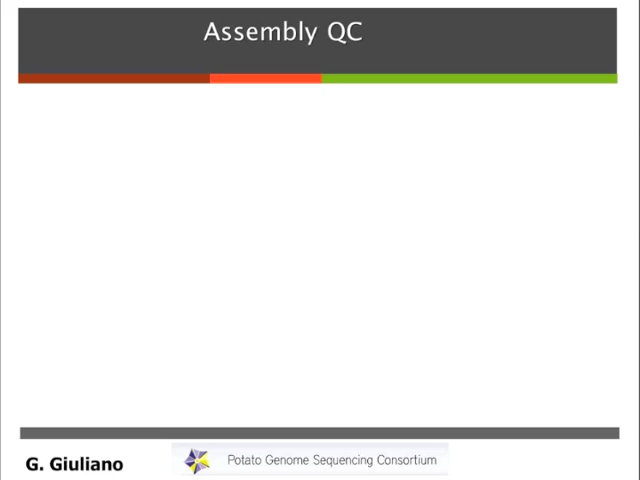 Assembly QC
G. Giuliano
Potato Genome Sequencing Consortium